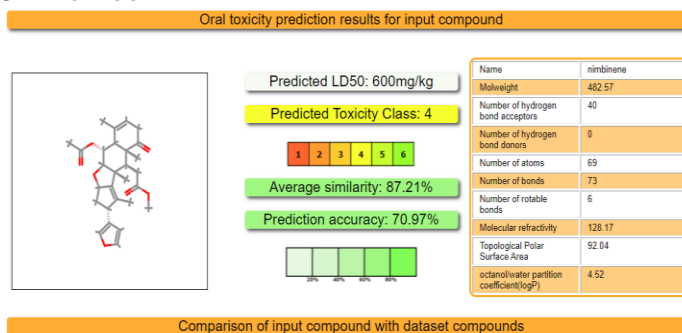 Oral toxicity prediction results for input compound
Predicted LD50: 600mg/kg
Predicted Toxicity Class: 4
1 2 3 4 5 6
Average similarity: 87.21%
Prediction accuracy: 70.97%
20% 40% 60% 80%
Name nimbinene
Molweight 482.57
Number of hydrogen
bond acceptors 40
Number of hydrogen
bond donors 0
Number of atoms 69
Number of bonds 73
Number of rotable
bonds 6
Molecular refractivity 128.17
Topological Polar
Surface Area 92.04
octanol/water partition
coefficient(logP) 4.52
Comparison of input compound with dataset compounds